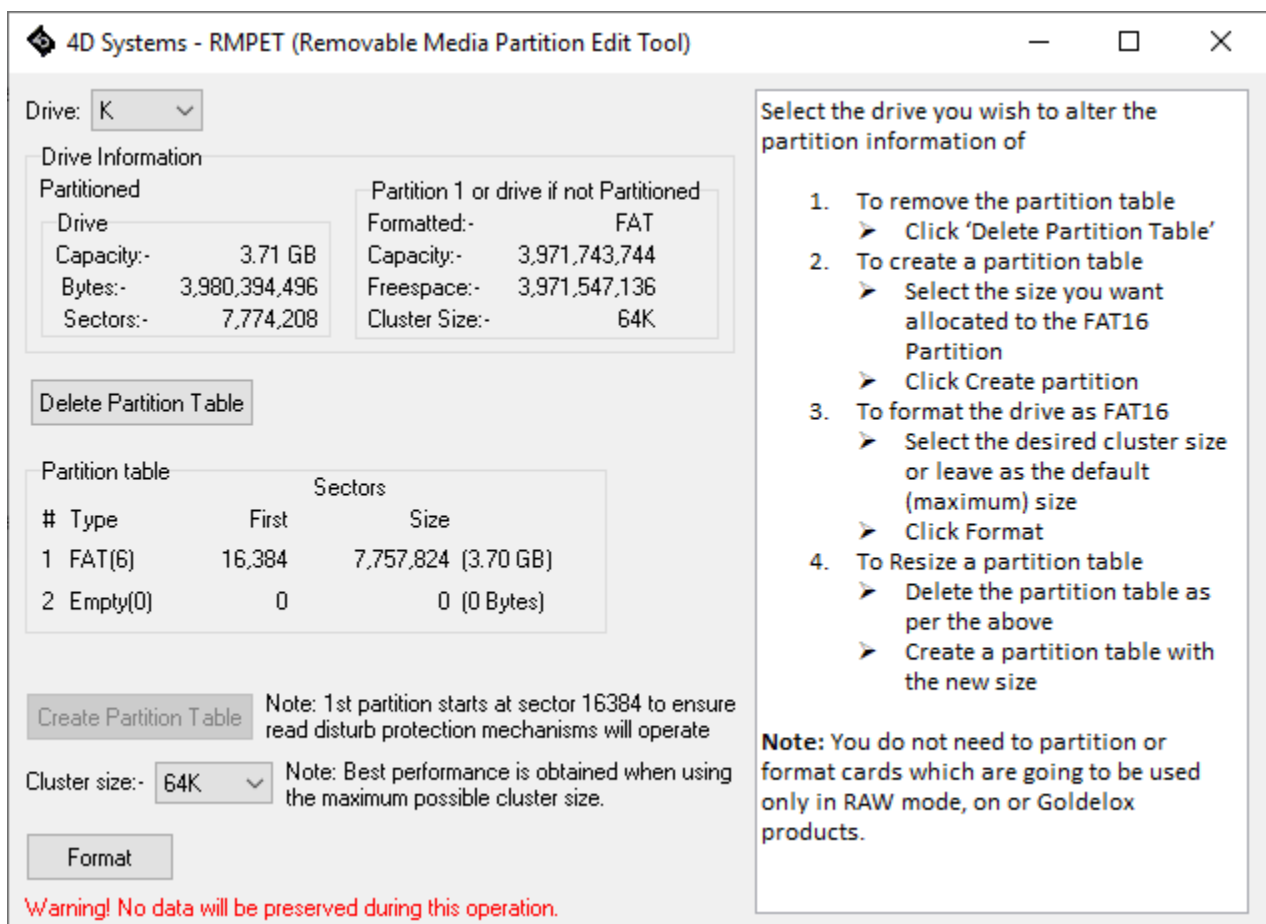 4D Systems - RMPET (Removable Media Partition Edit Tool)
Drive: K
Drive Information
Partitioned
Drive
Capacity:- 3.71 GB
Bytes:- 3,980,394,496
Sectors:- 7,774,208
Partition 1 or drive if not Partitioned
Formatted:- FAT
Capacity:- 3,971,743,744
Freespace:- 3,971,547,136
Cluster Size:- 64K
Delete Partition Table
Partition table
Sectors
# Type First Size
1 FAT(6) 16,384 7,757,824 (3.70 GB)
2 Empty(0) 0 0 (0 Bytes)
Create Partition Table
Note: 1st partition starts at sector 16384 to ensure
read disturb protection mechanisms will operate
Cluster size:- 64K
Note: Best performance is obtained when using
the maximum possible cluster size.
Format
Warning! No data will be preserved during this operation.
Select the drive you wish to alter the
partition information of
1. To remove the partition table
➤ Click ‘Delete Partition Table’
2. To create a partition table
➤ Select the size you want
allocated to the FAT16
Partition
➤ Click Create partition
3. To format the drive as FAT16
➤ Select the desired cluster size
or leave as the default
(maximum) size
➤ Click Format
4. To Resize a partition table
➤ Delete the partition table as
per the above
➤ Create a partition table with
the new size
Note: You do not need to partition or
format cards which are going to be used
only in RAW mode, on or Goldelox
products.